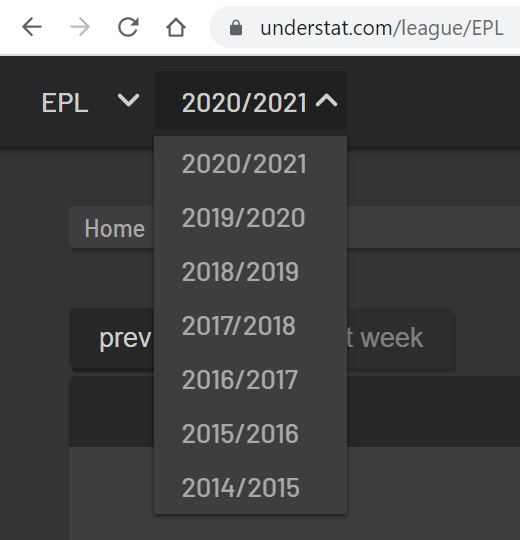 understat.com/league/EPL
EPL 2020/2021
2020/2021
Home 2019/2020
2018/2019
prev 2017/2018 t week
2016/2017
2015/2016
2014/2015